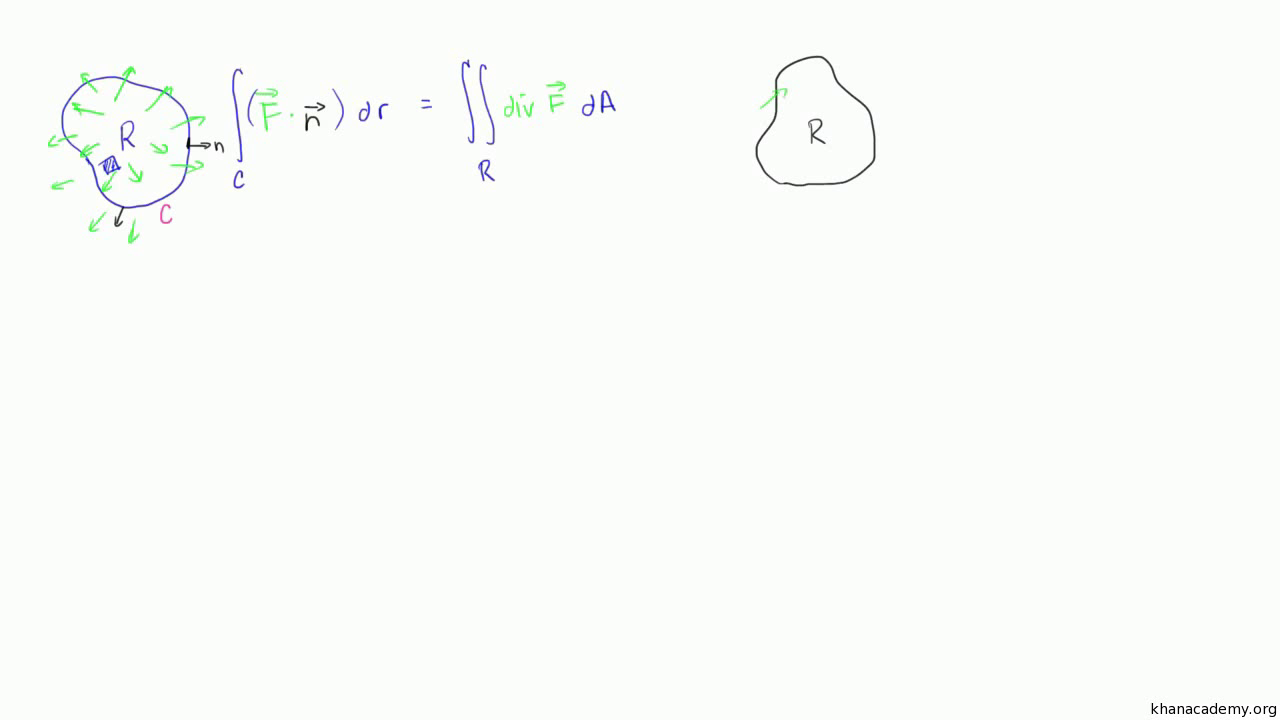 ∫ (F⃗ · n⃗) dr = ∬ div F⃗ dA
C
R
R
n
C
R
khanacademy.org